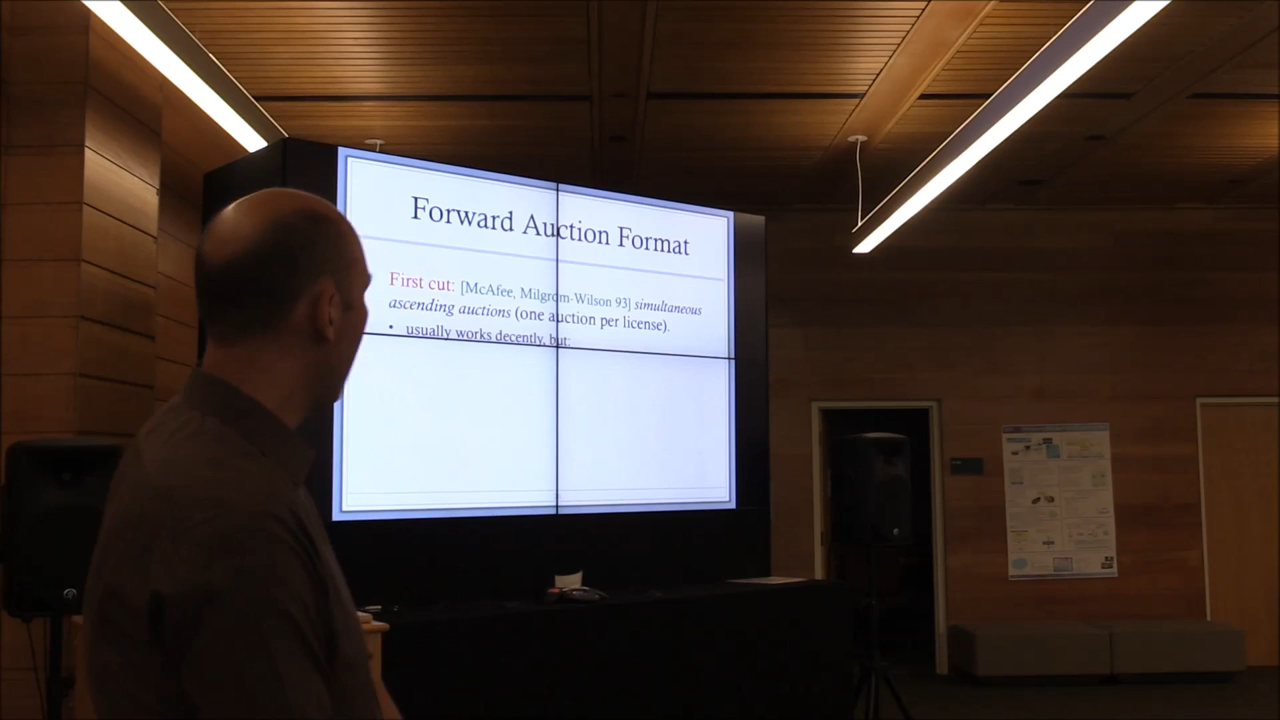 Forward Auction Format
First cut: [McAfee, Milgrom-Wilson 93] simultaneous
ascending auctions (one auction per license).
• usually works decently, but: